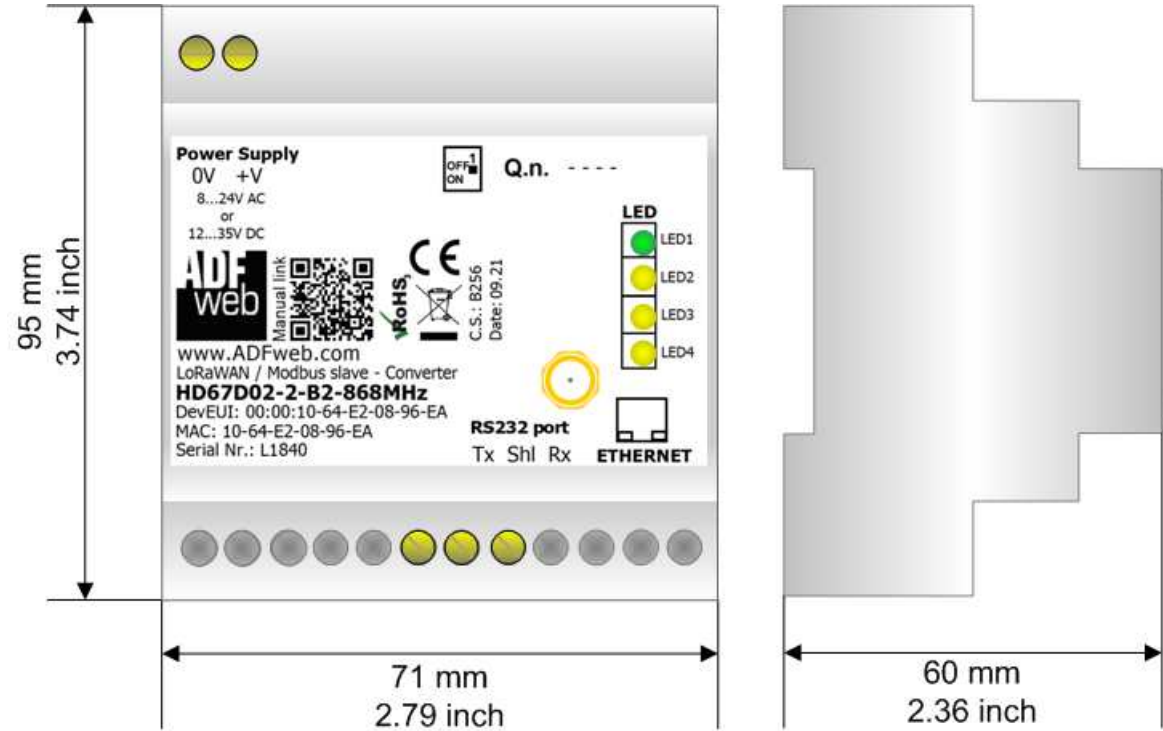 Power Supply
0V +V
8...24V AC
or
12...35V DC
OFF 1
ON
Q.n. - - - -
LED
LED1
LED2
LED3
LED4
ADF
web
Manual link
RoHS
CE
C.S.: B256
Date: 09.21
www.ADFweb.com
LoRaWAN / Modbus slave - Converter
HD67D02-2-B2-868MHz
DevEUI: 00:00:10-64-E2-08-96-EA
MAC: 10-64-E2-08-96-EA
Serial Nr.: L1840
RS232 port
Tx Shl Rx
ETHERNET
95 mm
3.74 inch
71 mm
2.79 inch
60 mm
2.36 inch